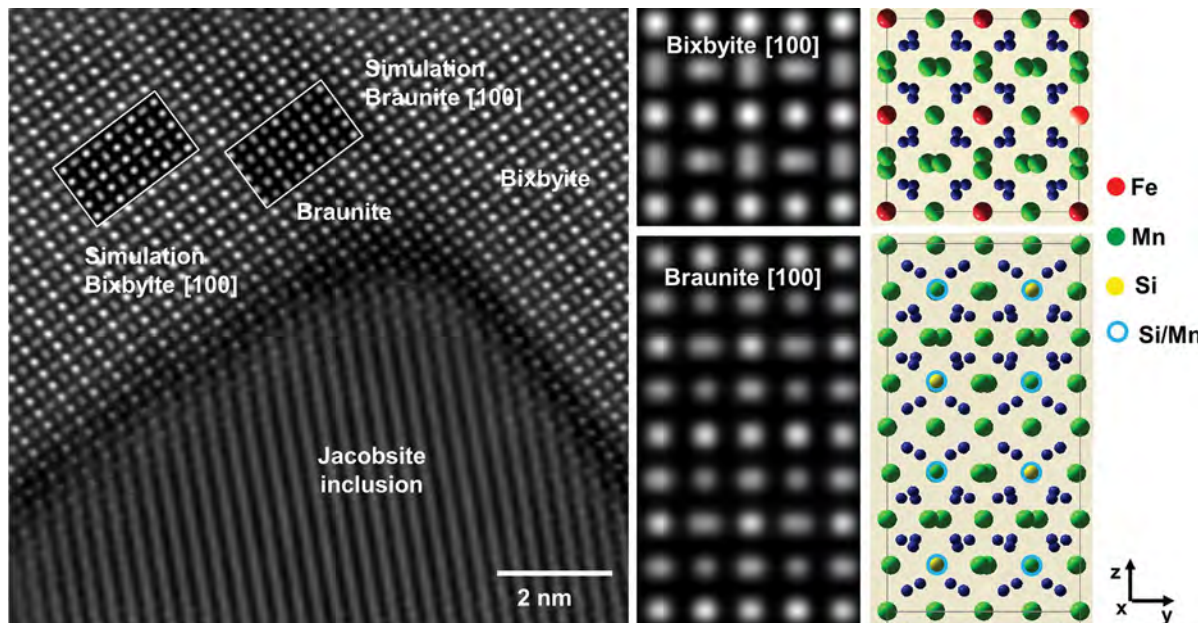 Simulation
Braunite [100]
Bixbyite
Braunite
Simulation
Bixbyite [100]
Jacobsite
inclusion
2 nm
Bixbyite [100]
Braunite [100]
Fe
Mn
Si
Si/Mn
z
x
y